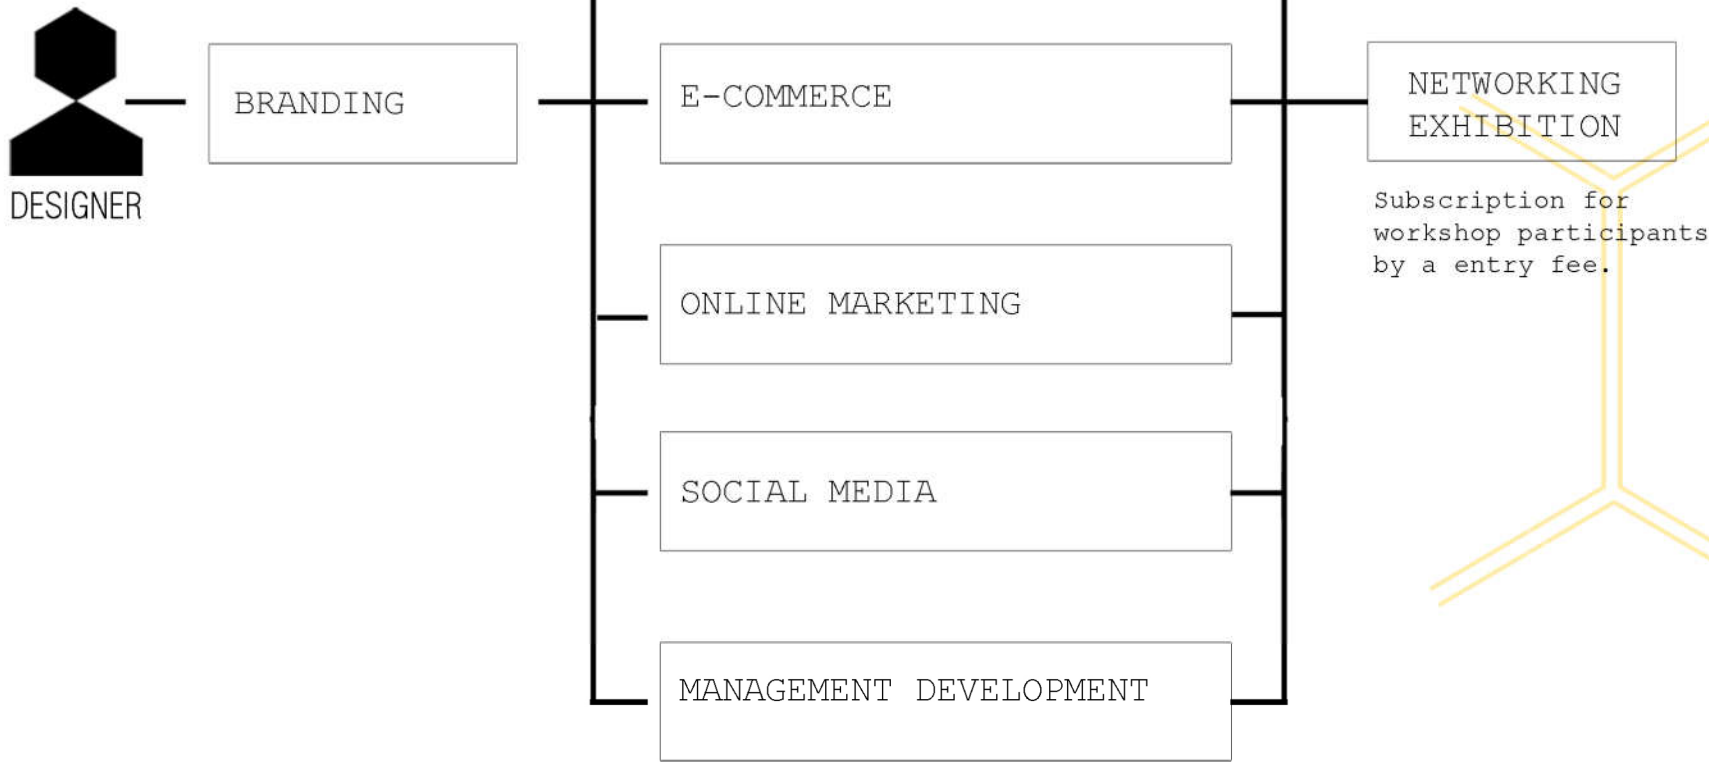 DESIGNER
BRANDING
E-COMMERCE
ONLINE MARKETING
SOCIAL MEDIA
MANAGEMENT DEVELOPMENT
NETWORKING
EXHIBITION
Subscription for
workshop participants
by a entry fee.